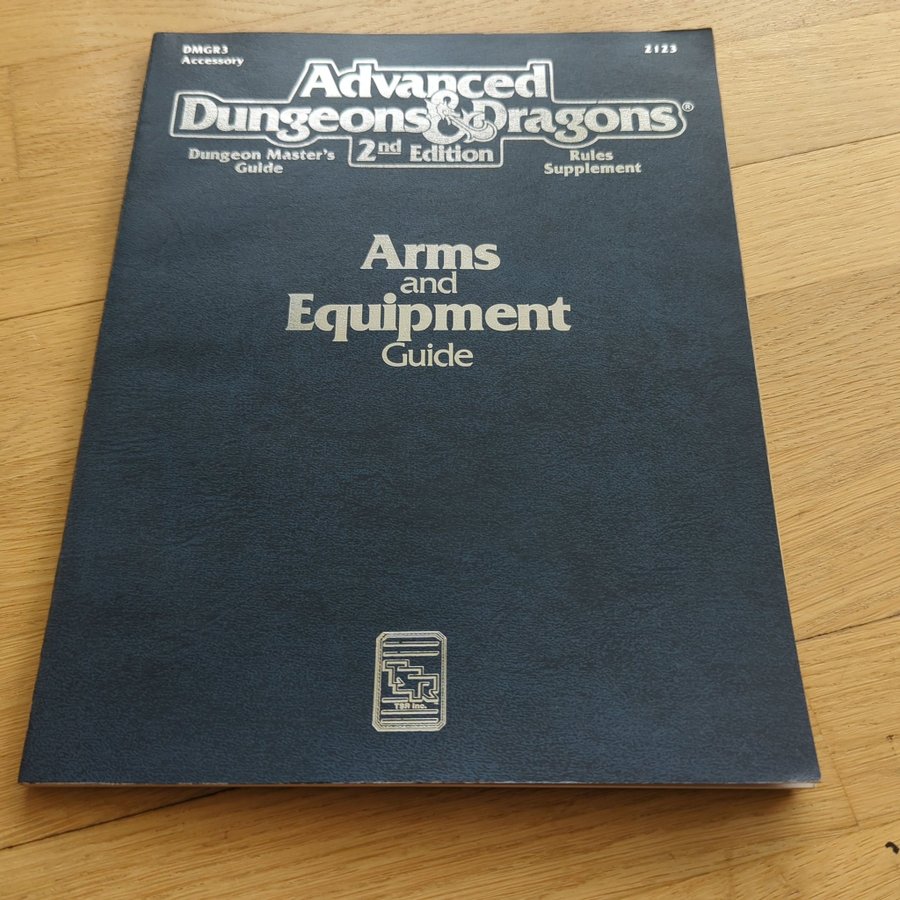 DMGR3
Accessory
2123
Advanced
Dungeons & Dragons®
2nd Edition
Dungeon Master's
Guide
Rules
Supplement
Arms
and
Equipment
Guide
TSR
TSR Inc.